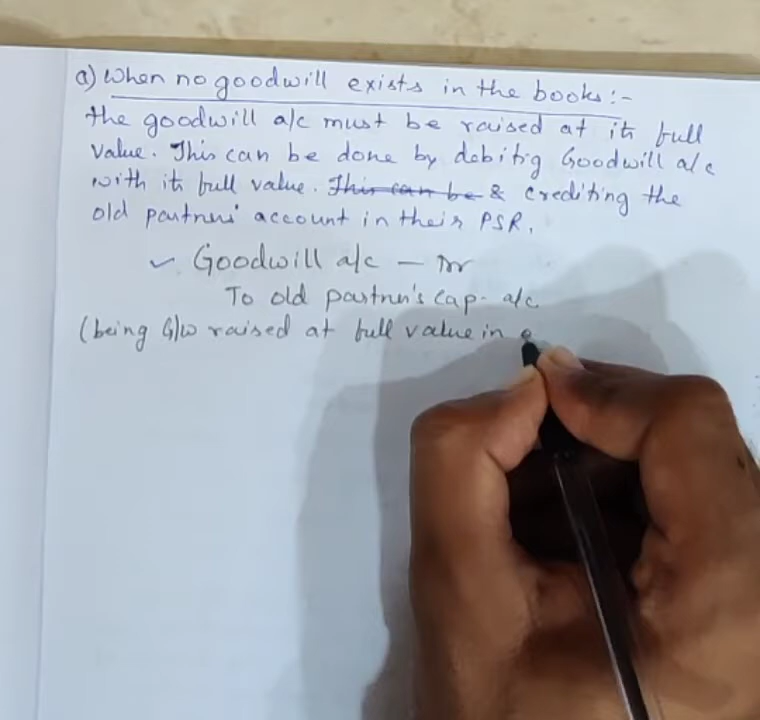 a) When no goodwill exists in the books:-
the goodwill a/c must be raised at its full
value. This can be done by debitig Goodwill a/c
with its full value. This can be & crediting the
old partners' account in their PSR.
✓ Goodwill a/c — Dr
To old partner's cap. a/c
(being G/W raised at full value in